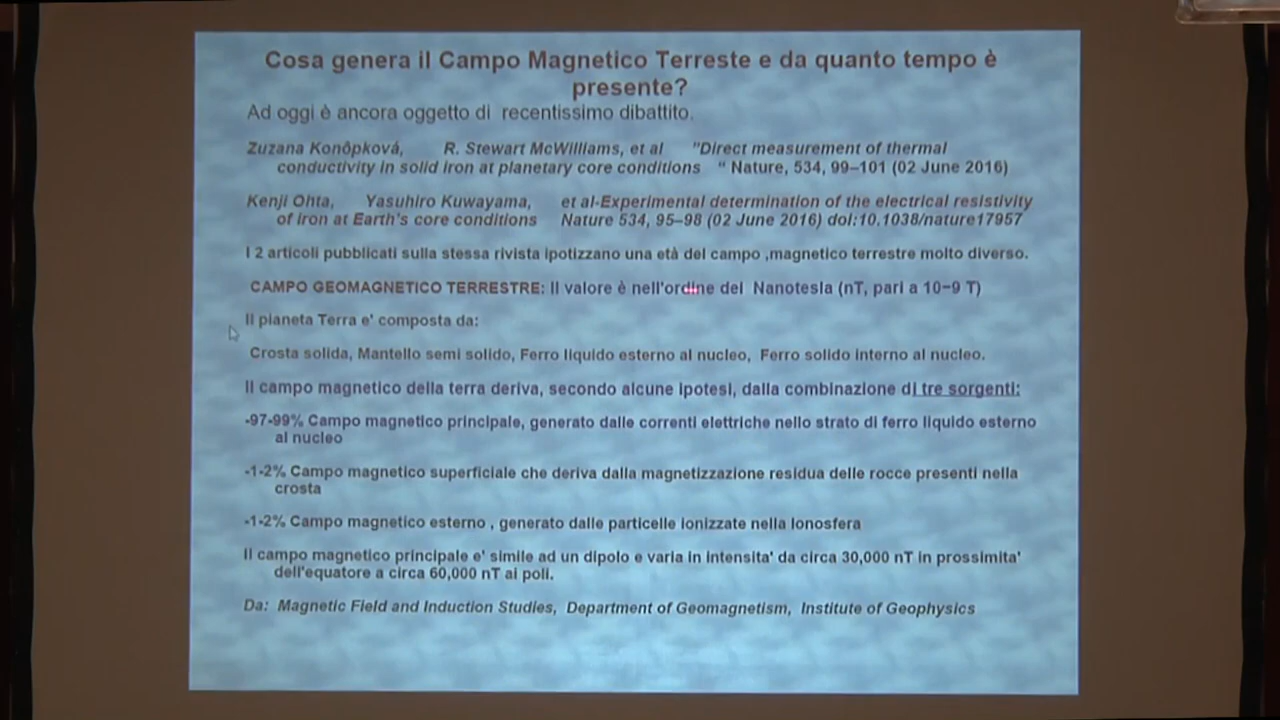 Cosa genera il Campo Magnetico Terreste e da quanto tempo è
presente?
Ad oggi è ancora oggetto di recentissimo dibattito.
Zuzana Konôpková, R. Stewart McWilliams, et al "Direct measurement of thermal
conductivity in solid iron at planetary core conditions " Nature, 534, 99–101 (02 June 2016)
Kenji Ohta, Yasuhiro Kuwayama, et al-Experimental determination of the electrical resistivity
of iron at Earth's core conditions Nature 534, 95–98 (02 June 2016) doi:10.1038/nature17957
I 2 articoli pubblicati sulla stessa rivista ipotizzano una età del campo ,magnetico terrestre molto diverso.
CAMPO GEOMAGNETICO TERRESTRE: Il valore è nell'ordine dei Nanotesla (nT, pari a 10−9 T)
Il pianeta Terra e' composta da:
Crosta solida, Mantello semi solido, Ferro liquido esterno al nucleo, Ferro solido interno al nucleo.
Il campo magnetico della terra deriva, secondo alcune ipotesi, dalla combinazione di tre sorgenti:
-97-99% Campo magnetico principale, generato dalle correnti elettriche nello strato di ferro liquido esterno
al nucleo
-1-2% Campo magnetico superficiale che deriva dalla magnetizzazione residua delle rocce presenti nella
crosta
-1-2% Campo magnetico esterno , generato dalle particelle ionizzate nella Ionosfera
Il campo magnetico principale e' simile ad un dipolo e varia in intensita' da circa 30,000 nT in prossimita'
dell'equatore a circa 60,000 nT ai poli.
Da: Magnetic Field and Induction Studies, Department of Geomagnetism, Institute of Geophysics